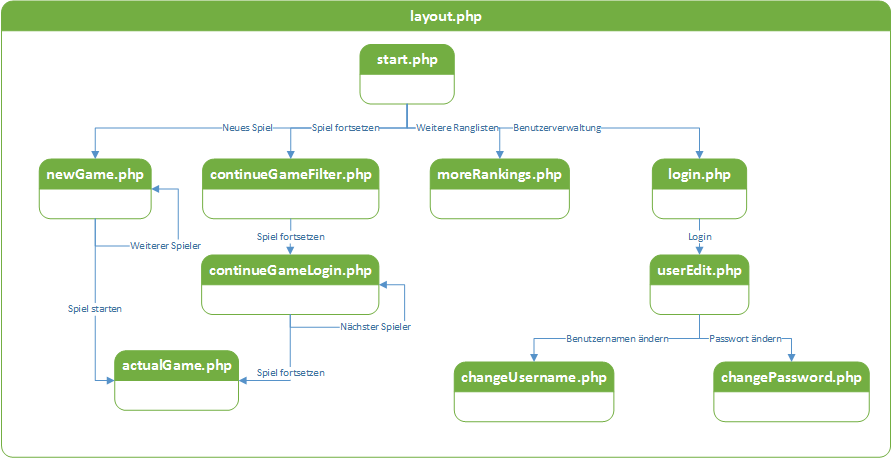 layout.php
start.php
Neues Spiel
Spiel fortsetzen
Weitere Ranglisten
Benutzerverwaltung
newGame.php
continueGameFilter.php
moreRankings.php
login.php
Weiterer Spieler
Spiel fortsetzen
Login
continueGameLogin.php
userEdit.php
Spiel starten
Nächster Spieler
Benutzernamen ändern
Passwort ändern
actualGame.php
Spiel fortsetzen
changeUsername.php
changePassword.php